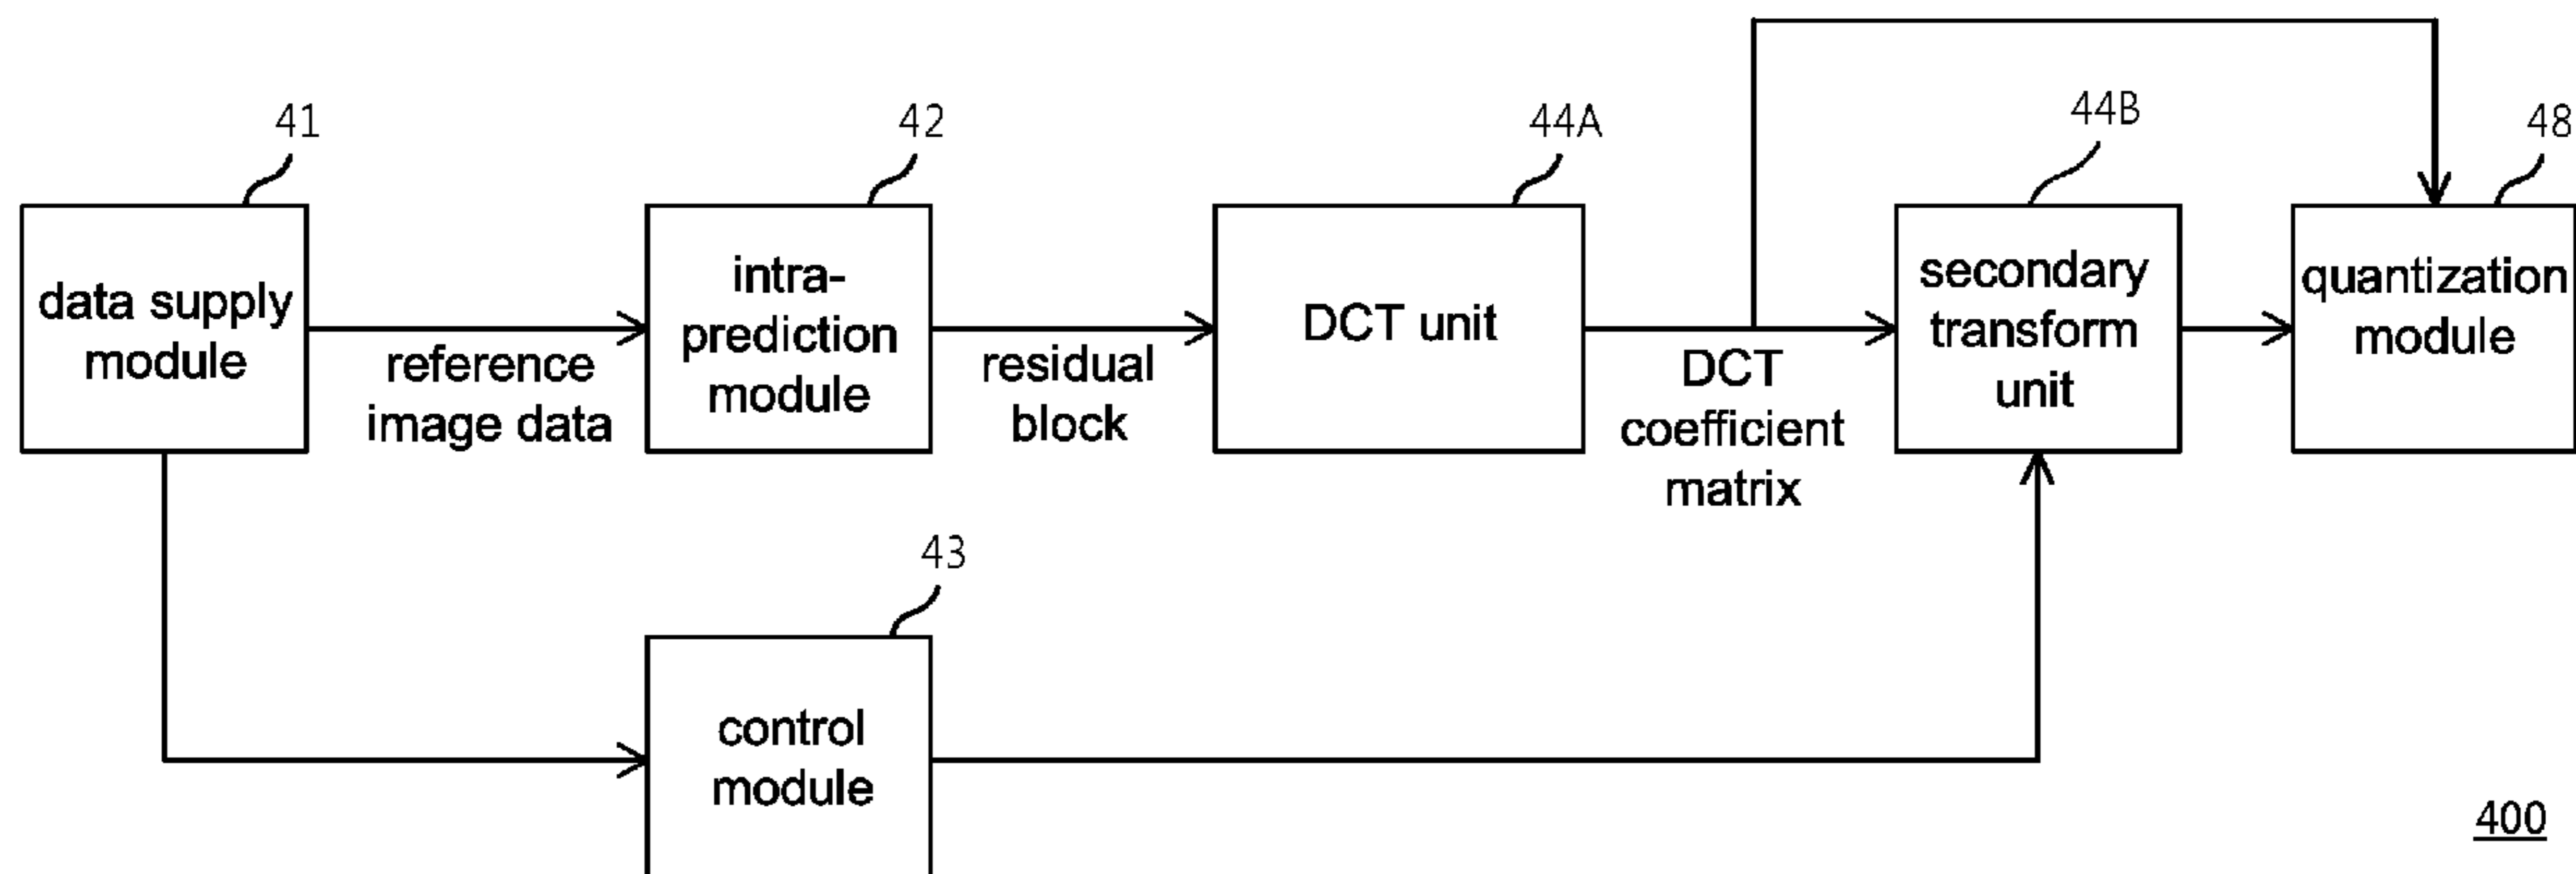 41
42
44A
44B
48
data supply
module
reference
image data
intra-
prediction
module
residual
block
DCT unit
DCT
coefficient
matrix
secondary
transform
unit
quantization
module
43
control
module
400